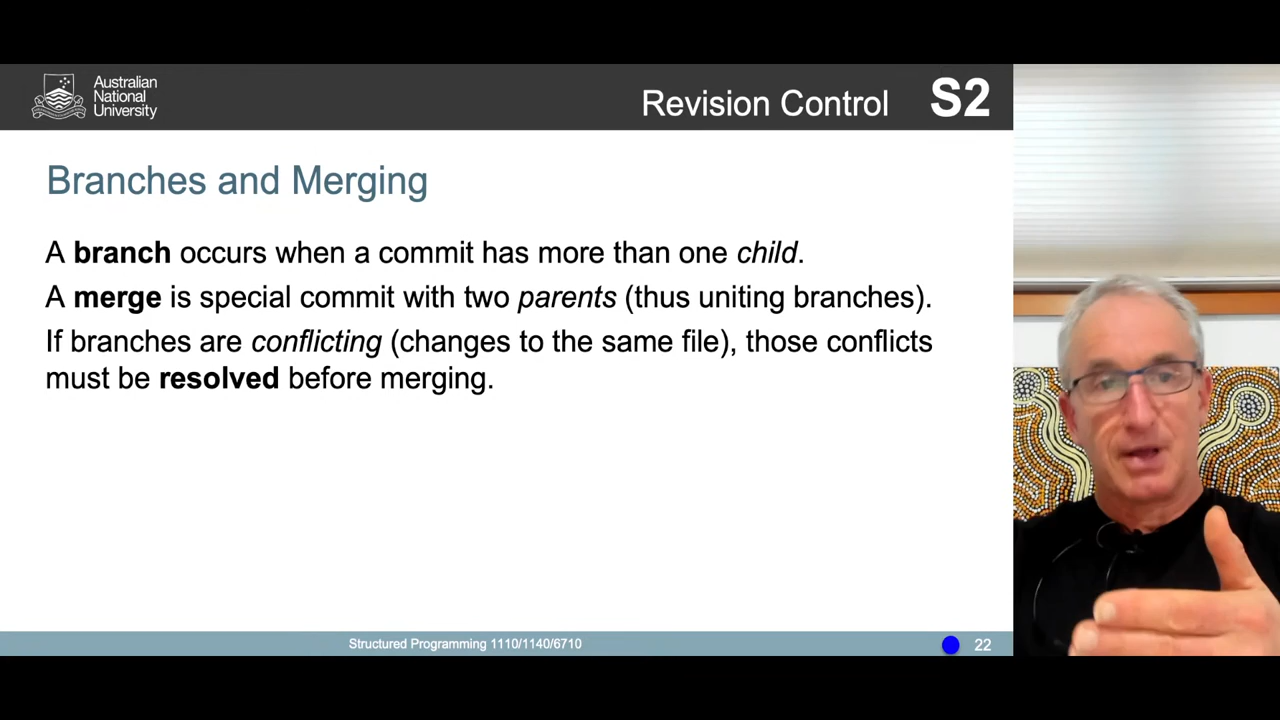 Australian
National
University
Revision Control S2
Branches and Merging
A branch occurs when a commit has more than one child.
A merge is special commit with two parents (thus uniting branches).
If branches are conflicting (changes to the same file), those conflicts
must be resolved before merging.
Structured Programming 1110/1140/6710
22